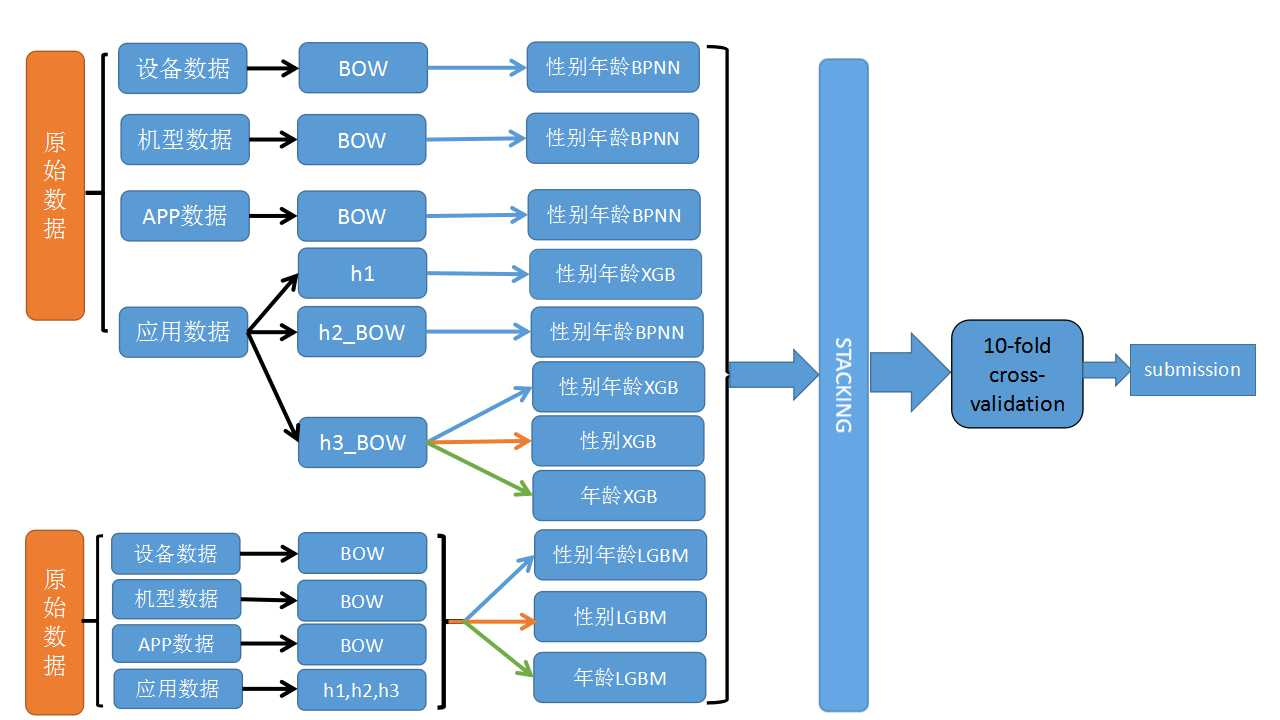 原始数据
设备数据
BOW
性别年龄BPNN
机型数据
BOW
性别年龄BPNN
APP数据
BOW
性别年龄BPNN
应用数据
h1
性别年龄XGB
h2_BOW
性别年龄BPNN
h3_BOW
性别年龄XGB
性别XGB
年龄XGB
原始数据
设备数据
BOW
机型数据
BOW
APP数据
BOW
应用数据
h1,h2,h3
性别年龄LGBM
性别LGBM
年龄LGBM
STACKING
10-fold
cross-
validation
submission